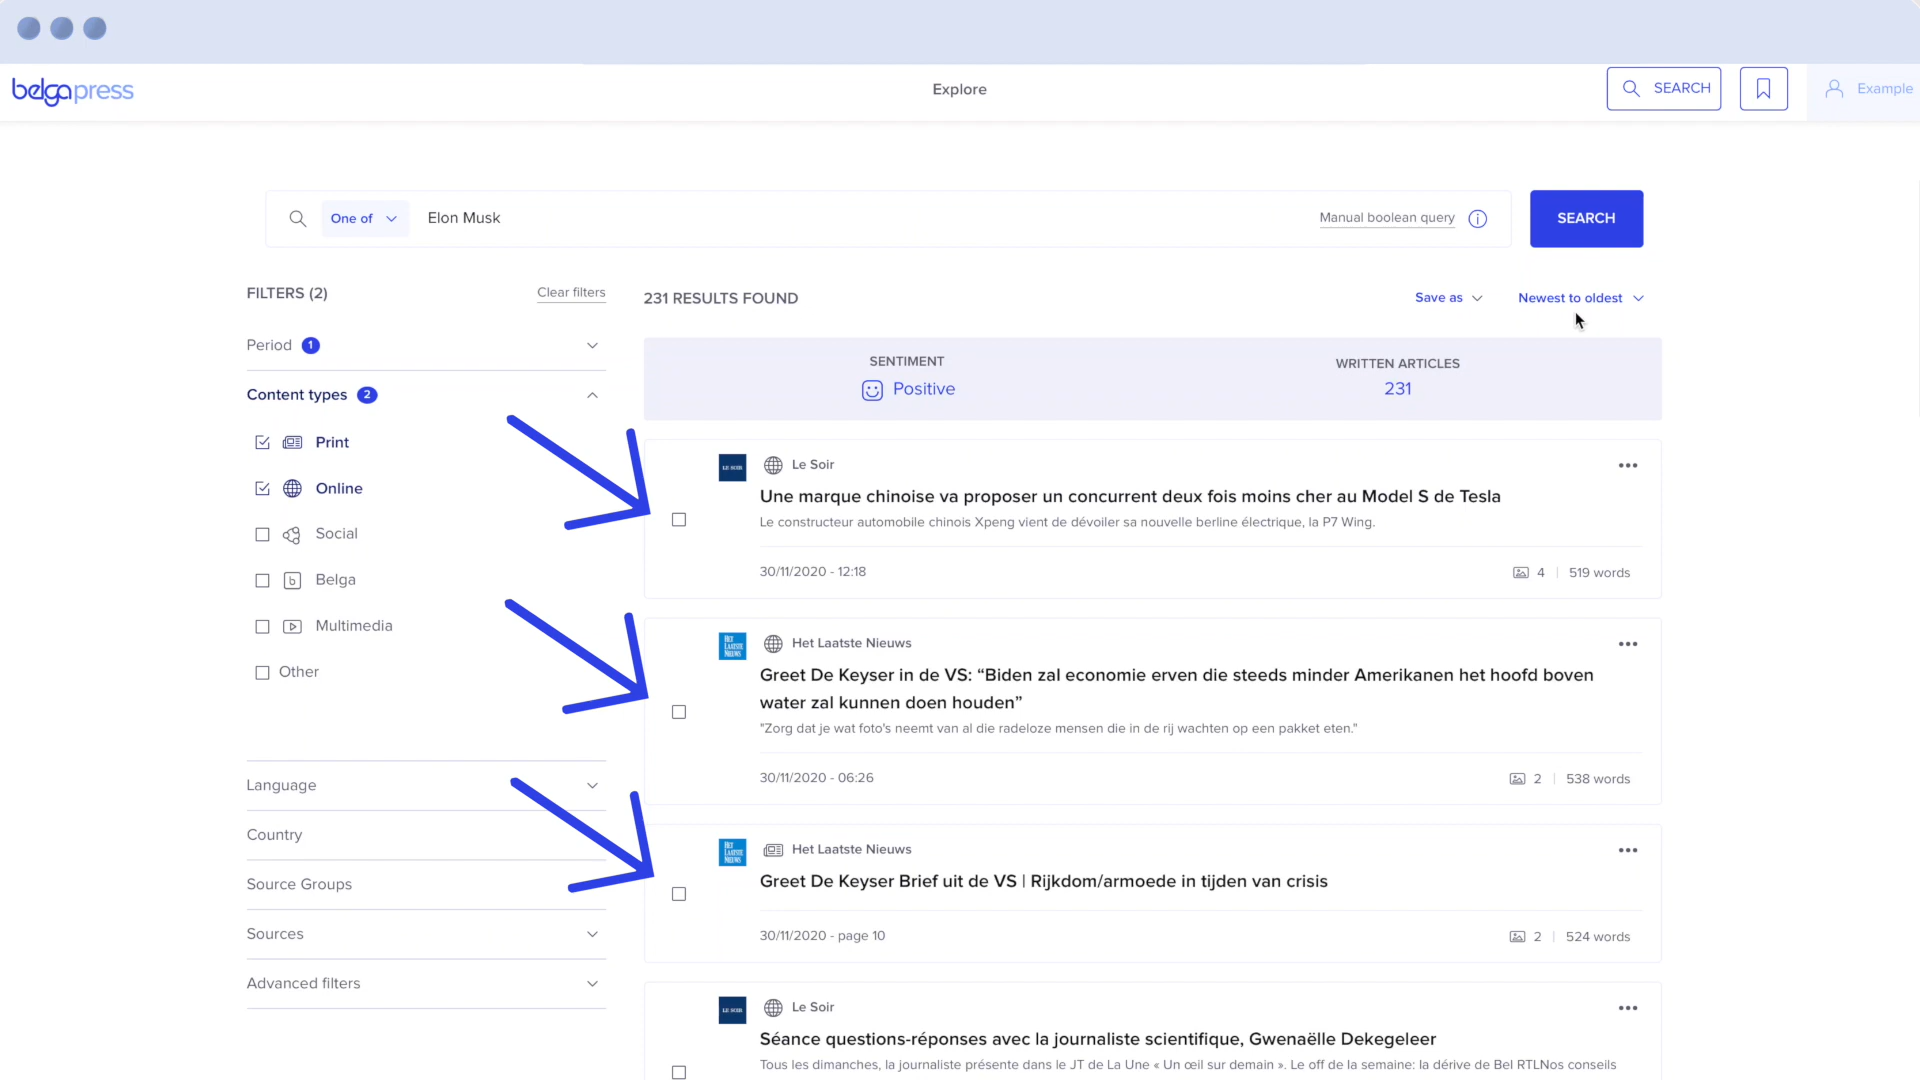 belgapress
Explore
SEARCH
Example
One of
Elon Musk
Manual boolean query
SEARCH
FILTERS (2)
Clear filters
231 RESULTS FOUND
Save as
Newest to oldest
Period 1
SENTIMENT
Positive
WRITTEN ARTICLES
231
Content types 2
Print
Online
Social
Belga
Multimedia
Other
Language
Country
Source Groups
Sources
Advanced filters
LE SOIR
Le Soir
Une marque chinoise va proposer un concurrent deux fois moins cher au Model S de Tesla
Le constructeur automobile chinois Xpeng vient de dévoiler sa nouvelle berline électrique, la P7 Wing.
30/11/2020 - 12:18
4 | 519 words
HET
LAATSTE
NIEUWS
Het Laatste Nieuws
Greet De Keyser in de VS: “Biden zal economie erven die steeds minder Amerikanen het hoofd boven
water zal kunnen doen houden”
"Zorg dat je wat foto's neemt van al die radeloze mensen die in de rij wachten op een pakket eten."
30/11/2020 - 06:26
2 | 538 words
HET
LAATSTE
NIEUWS
Het Laatste Nieuws
Greet De Keyser Brief uit de VS | Rijkdom/armoede in tijden van crisis
30/11/2020 - page 10
2 | 524 words
LE SOIR
Le Soir
Séance questions-réponses avec la journaliste scientifique, Gwenaëlle Dekegeleer
Tous les dimanches, la journaliste présente dans le JT de La Une « Un œil sur demain ». Le off de la semaine: la dérive de Bel RTLNos conseils